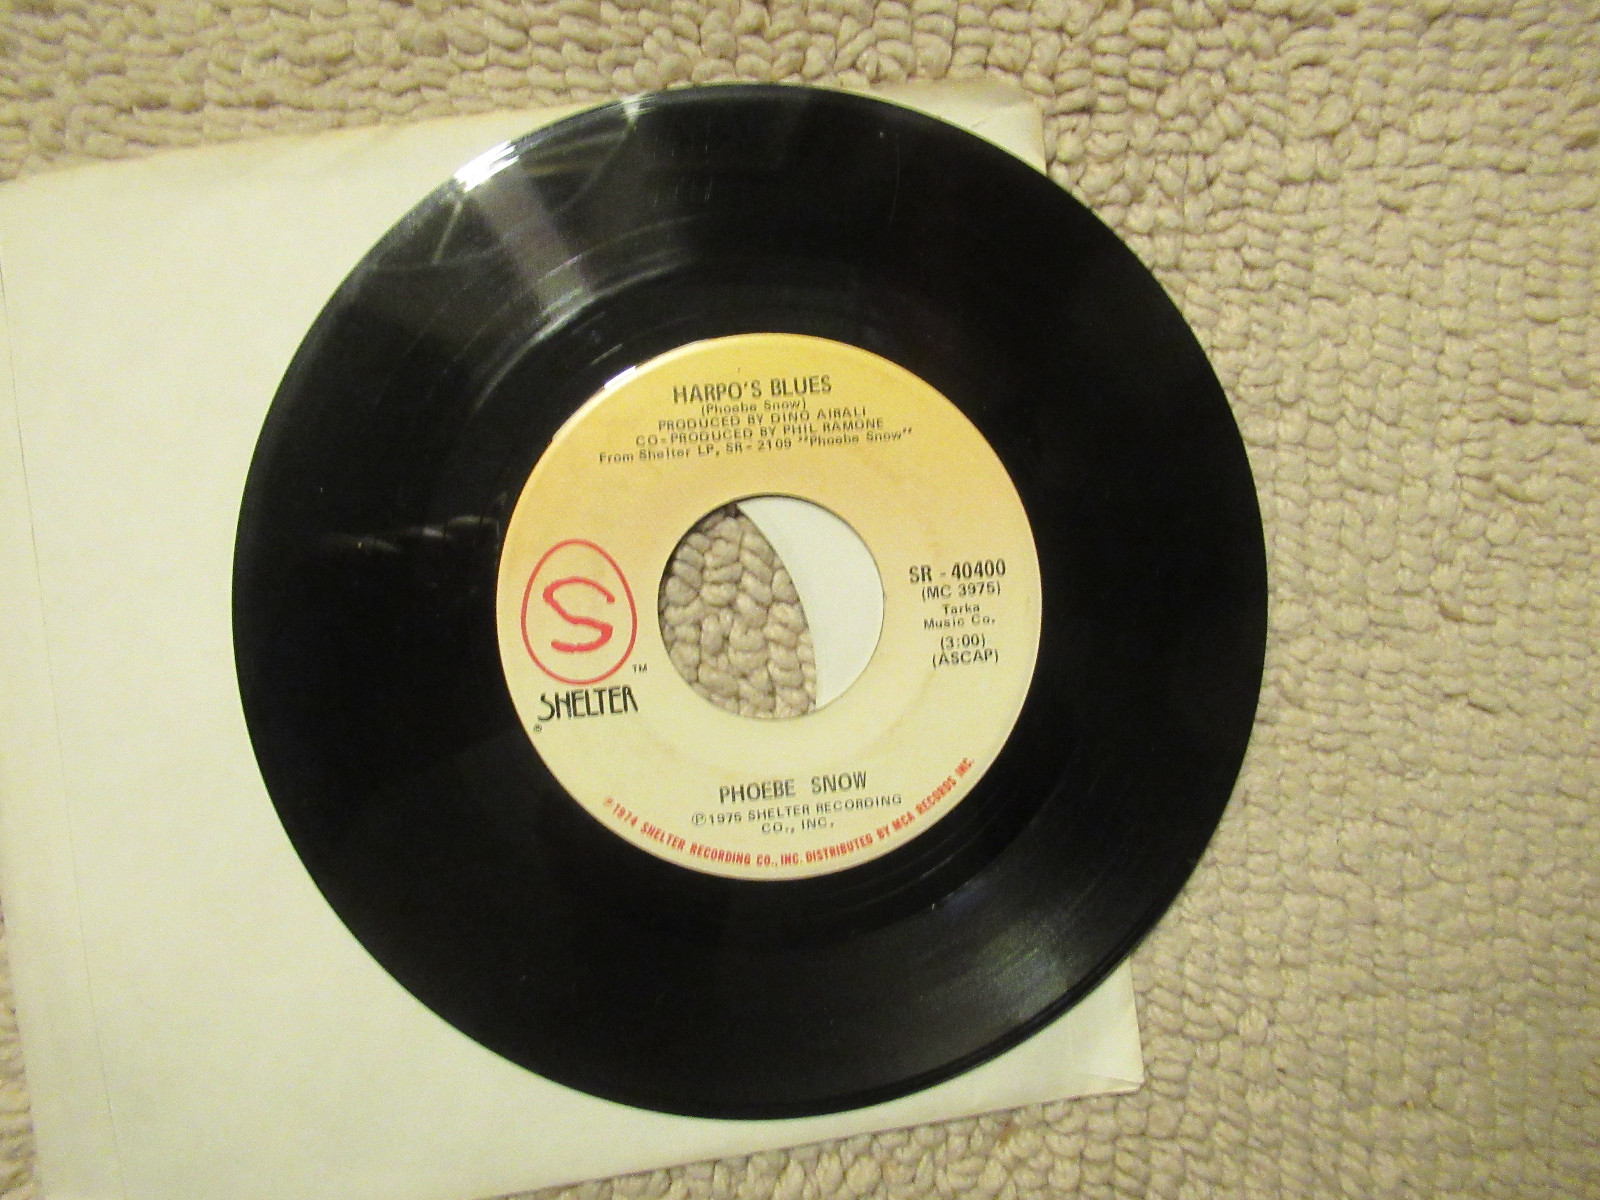 HARPO'S BLUES
(Phoebe Snow)
PRODUCED BY DINO AIRALI
CO-PRODUCED BY PHIL RAMONE
From Shelter LP, SR-2109 "Phoebe Snow"
S
TM
SHELTER
®
SR - 40400
(MC 3975)
Tarka
Music Co.
(3:00)
(ASCAP)
PHOEBE SNOW
℗1975 SHELTER RECORDING
CO., INC.
℗1974 SHELTER RECORDING CO., INC. DISTRIBUTED BY MCA RECORDS INC.